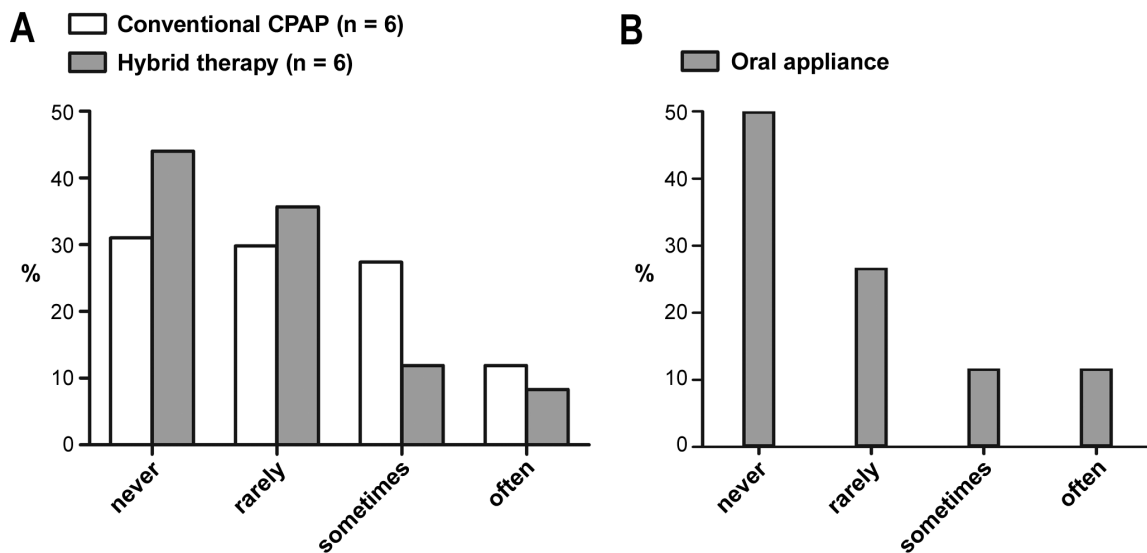 A
Conventional CPAP (n = 6)
Hybrid therapy (n = 6)
50
40
30
%
20
10
0
never
rarely
sometimes
often
B
Oral appliance
50
40
30
%
20
10
0
never
rarely
sometimes
often